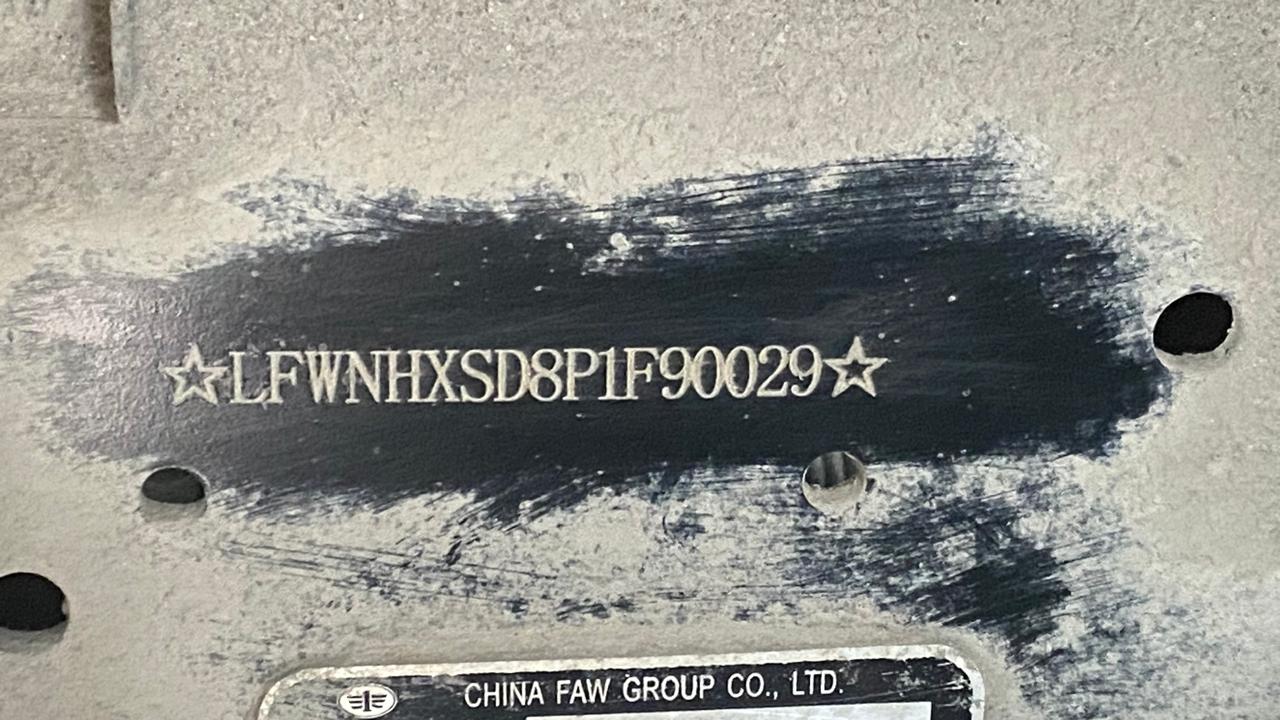 ☆LFWNHXSD8P1F90029☆
CHINA FAW GROUP CO., LTD.